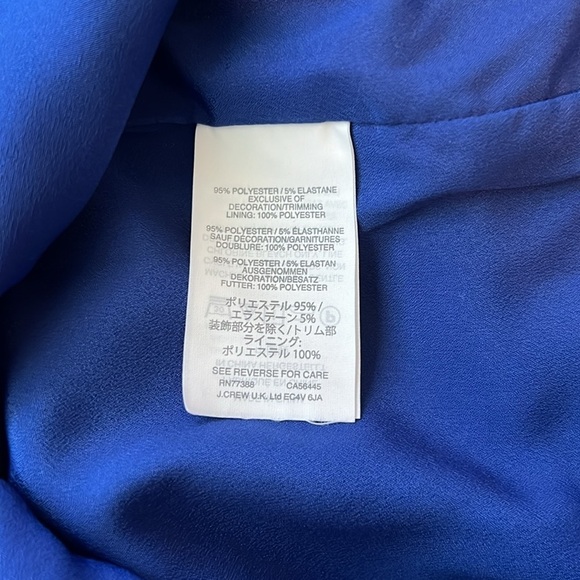 95% POLYESTER / 5% ELASTANE
EXCLUSIVE OF
DECORATION/TRIMMING
LINING: 100% POLYESTER
95% POLYESTER / 5% ÉLASTHANNE
SAUF DÉCORATION/GARNITURES
DOUBLURE: 100% POLYESTER
95% POLYESTER / 5% ELASTAN
AUSGENOMMEN
DEKORATION/BESATZ
FUTTER: 100% POLYESTER
ポリエステル 95% /
エラステーン 5%
装飾部分を除く/トリム部
ライニング:
ポリエステル 100%
SEE REVERSE FOR CARE
RN77388 CA56445
J.CREW U.K. Ltd EC4V 6JA